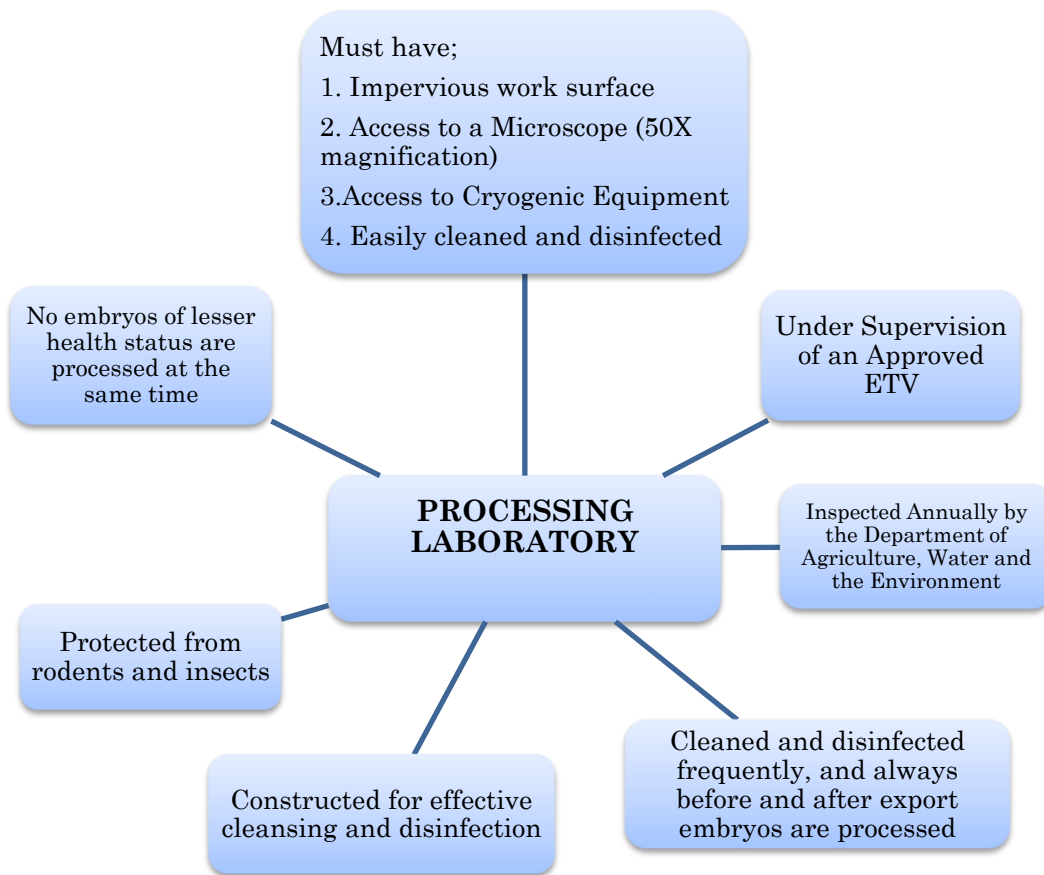 Must have;
1. Impervious work surface
2. Access to a Microscope (50X
magnification)
3.Access to Cryogenic Equipment
4. Easily cleaned and disinfected
No embryos of lesser
health status are
processed at the
same time
Under Supervision
of an Approved
ETV
PROCESSING
LABORATORY
Inspected Annually by
the Department of
Agriculture, Water and
the Environment
Protected from
rodents and insects
Constructed for effective
cleansing and disinfection
Cleaned and disinfected
frequently, and always
before and after export
embryos are processed